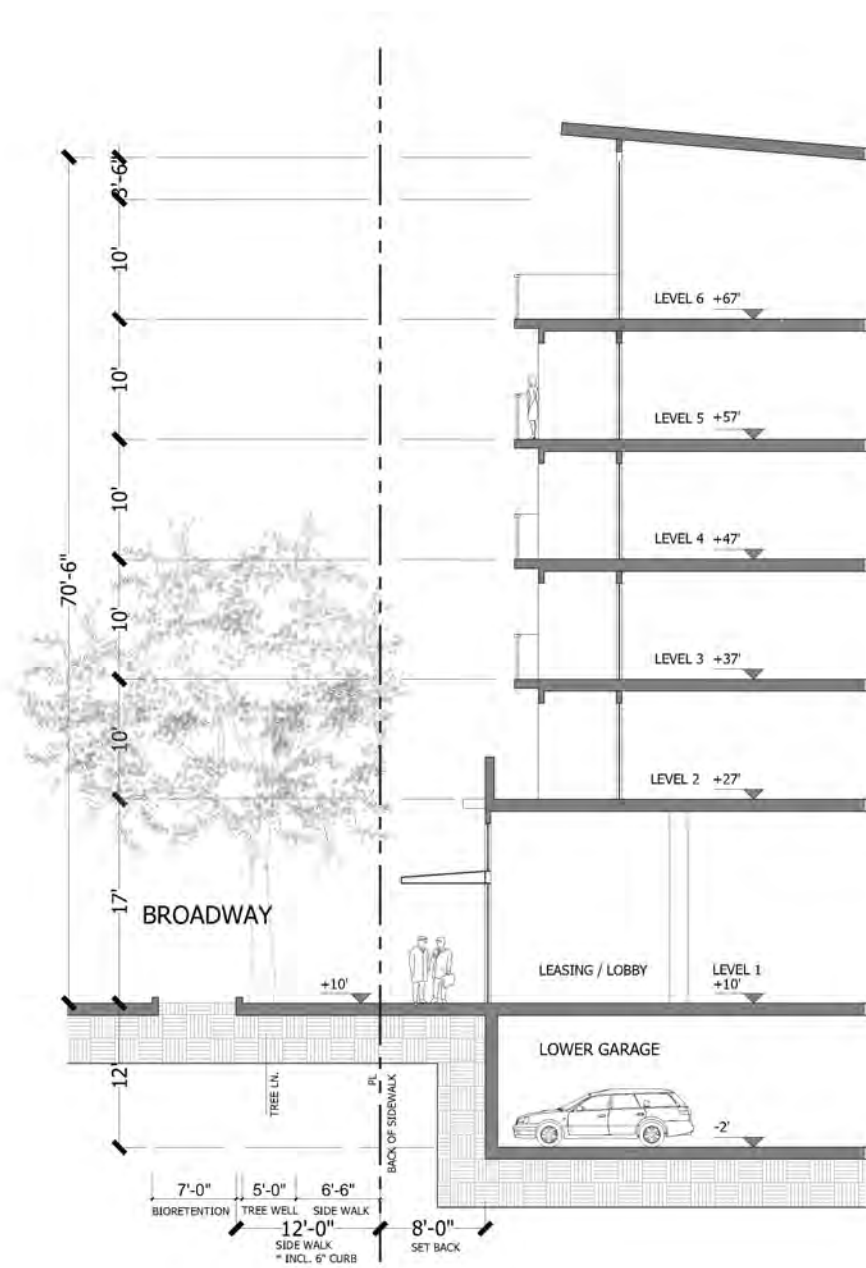 3'-6"
10'
LEVEL 6 +67'
10'
LEVEL 5 +57'
10'
LEVEL 4 +47'
70'-6"
10'
LEVEL 3 +37'
10'
LEVEL 2 +27'
17'
BROADWAY
LEASING / LOBBY
LEVEL 1
+10'
+10'
LOWER GARAGE
12'
TREE LN.
PL
BACK OF SIDEWALK
-2'
7'-0" 5'-0" 6'-6"
BIORETENTION TREE WELL SIDE WALK
12'-0" 8'-0"
SIDE WALK SET BACK
* INCL. 6" CURB